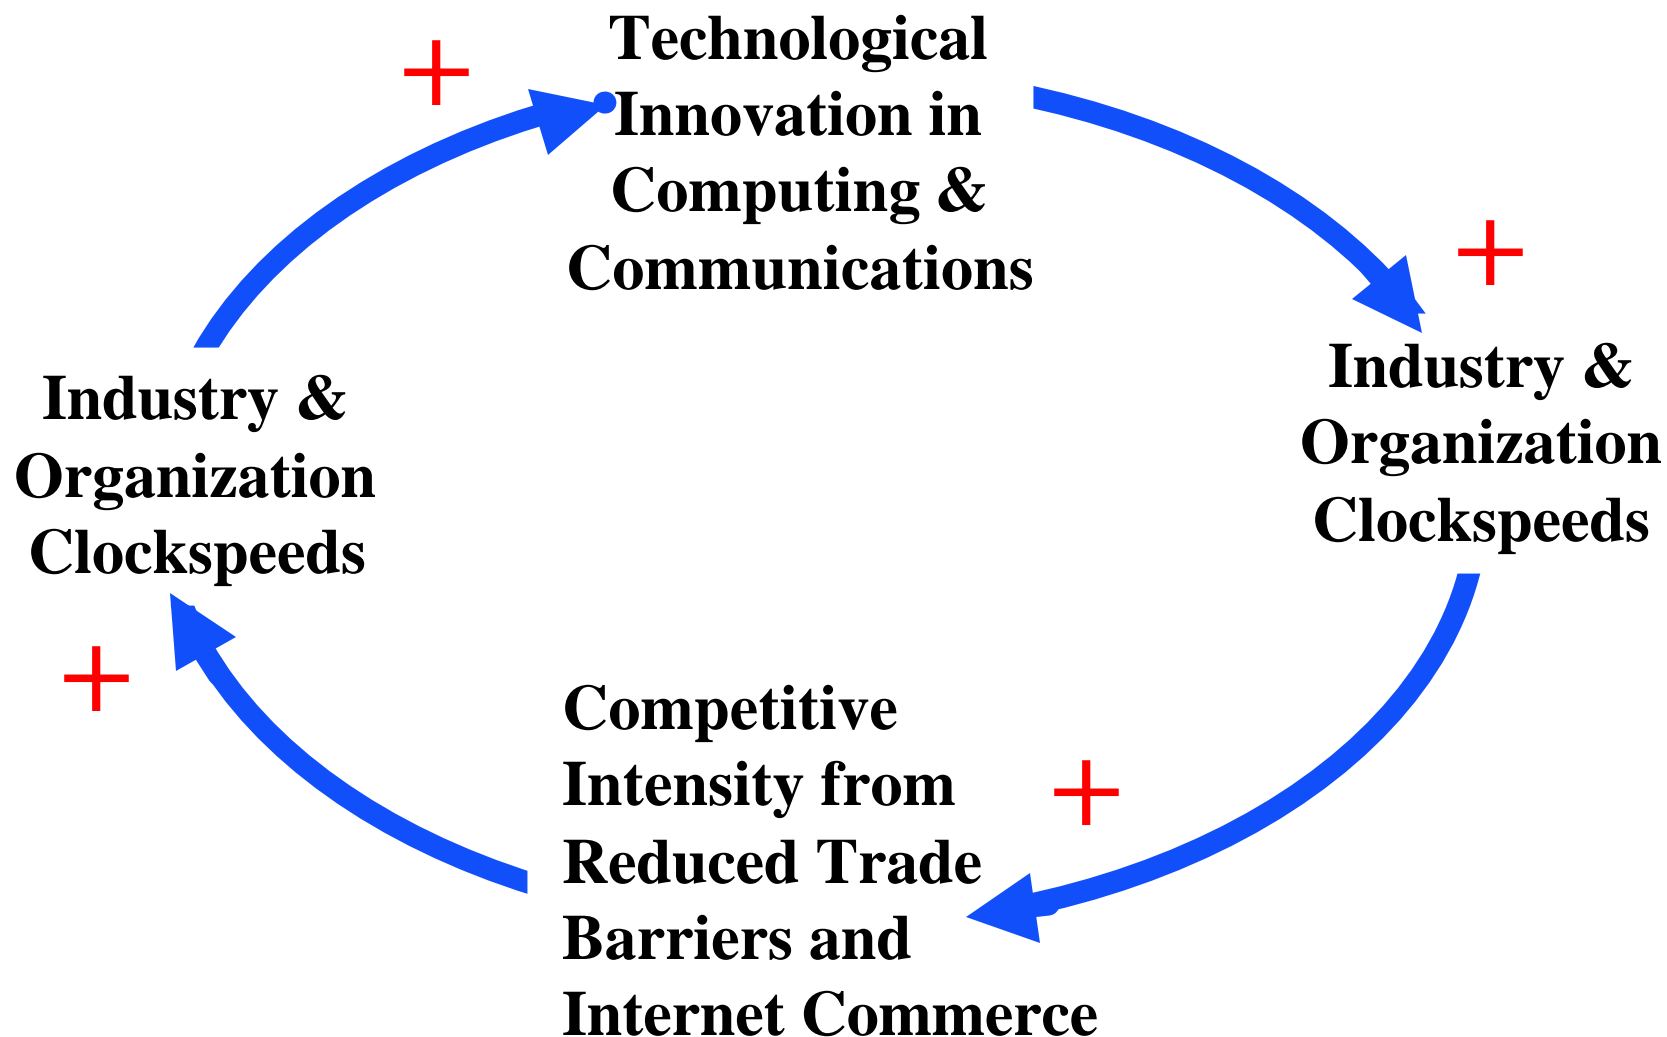 Technological
Innovation in
Computing &
Communications
+
+
Industry &
Organization
Clockspeeds
Industry &
Organization
Clockspeeds
+
+
Competitive
Intensity from
Reduced Trade
Barriers and
Internet Commerce